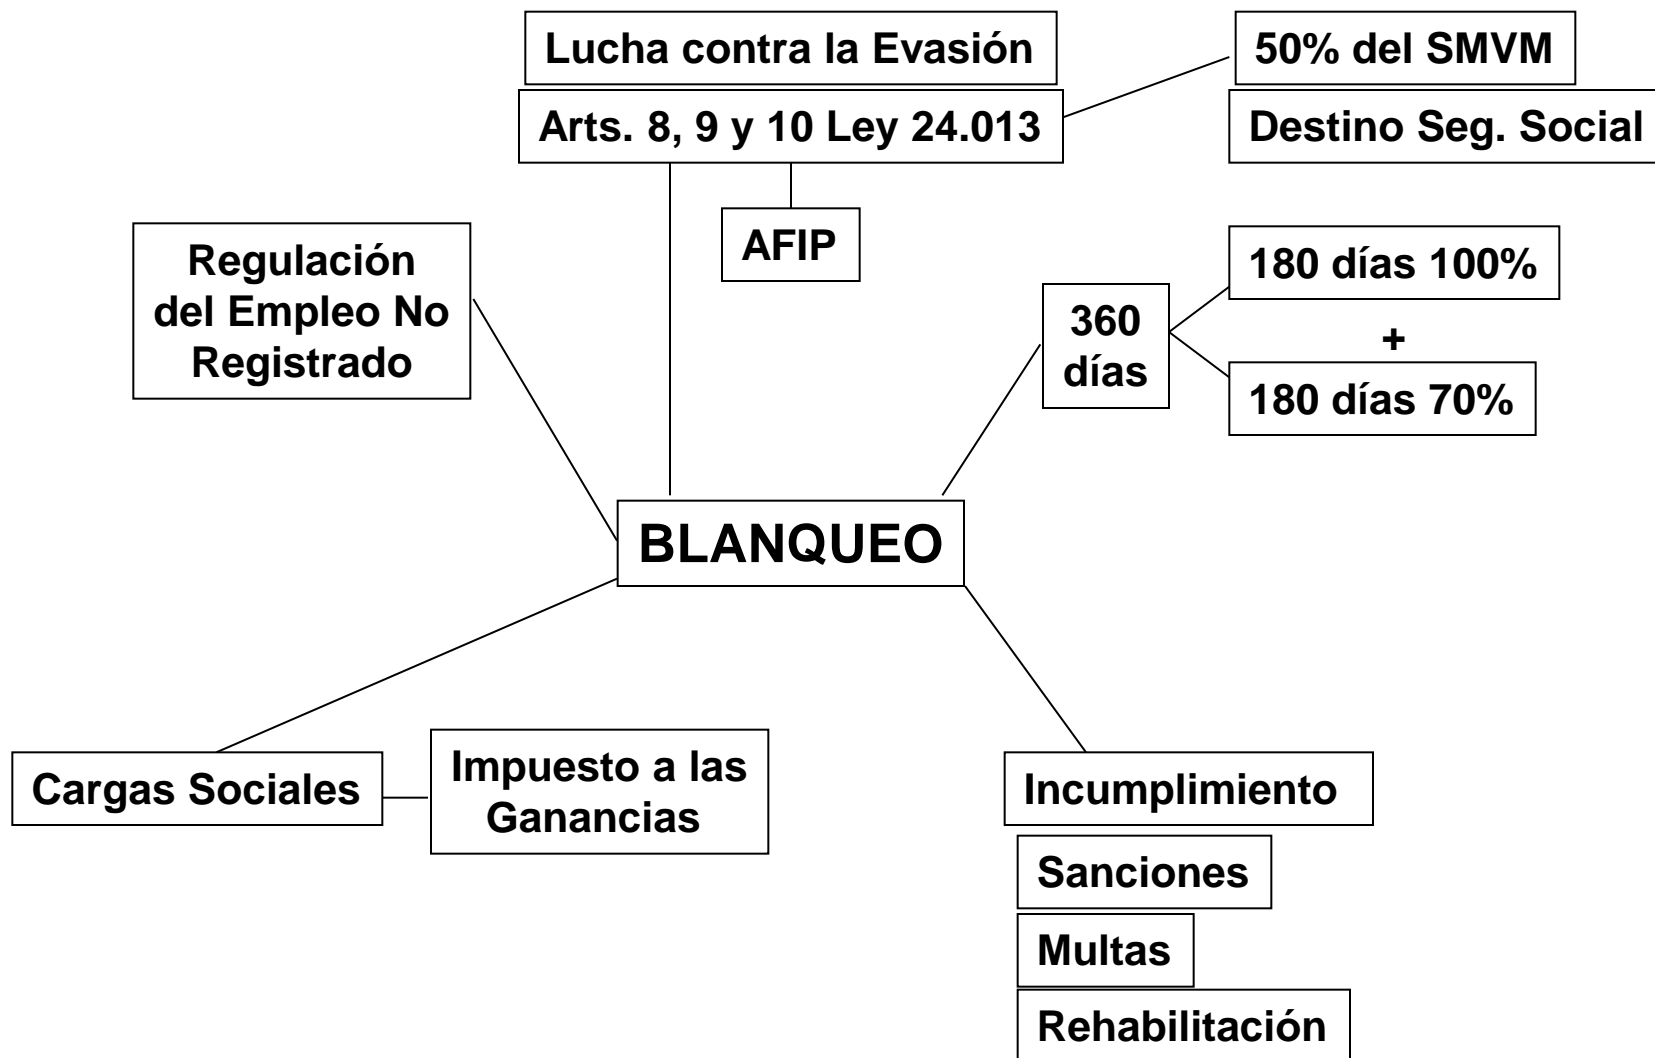 Lucha contra la Evasión
50% del SMVM
Arts. 8, 9 y 10 Ley 24.013
Destino Seg. Social
AFIP
Regulación
del Empleo No
Registrado
180 días 100%
360
días
+
180 días 70%
BLANQUEO
Cargas Sociales
Impuesto a las
Ganancias
Incumplimiento
Sanciones
Multas
Rehabilitación